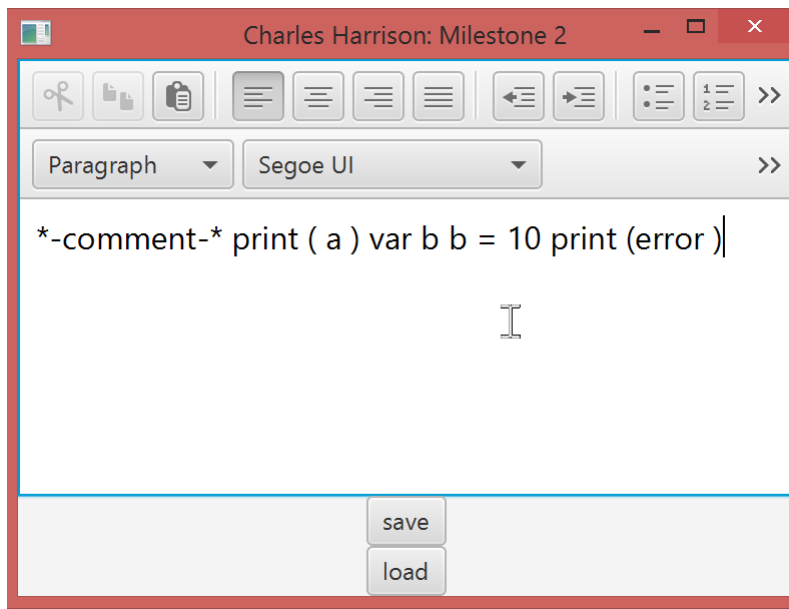 Charles Harrison: Milestone 2
Paragraph Segoe UI
*-comment-* print ( a ) var b b = 10 print (error )
save
load